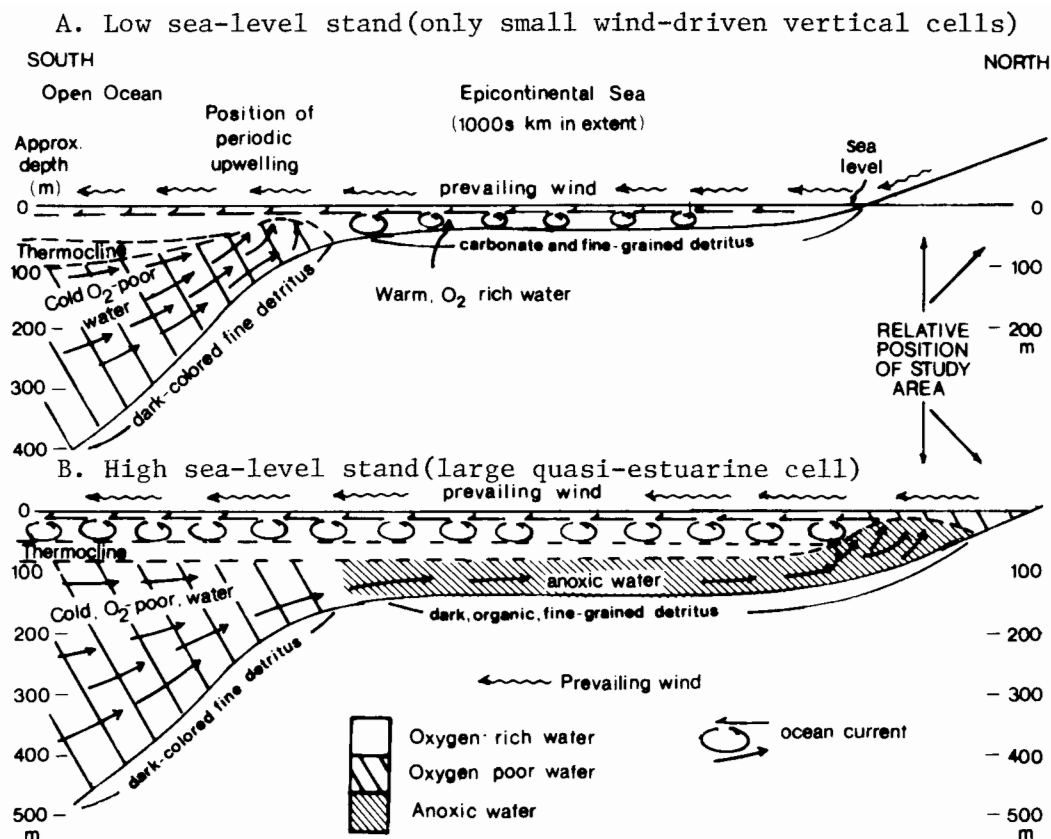 A. Low sea-level stand(only small wind-driven vertical cells)
SOUTH
NORTH
Open Ocean
Position of
periodic
upwelling
Epicontinental Sea
(1000s km in extent)
Approx.
depth
(m)
sea
level
prevailing wind
0
0
Thermocline
carbonate and fine-grained detritus
100
100
Cold O2-poor
water
Warm, O2 rich water
200
200
m
RELATIVE
POSITION
OF STUDY
AREA
300
dark-colored fine detritus
400
B. High sea-level stand(large quasi-estuarine cell)
prevailing wind
0
0
Thermocline
100
100
anoxic water
Cold, O2-poor, water
dark, organic, fine-grained detritus
200
200
dark-colored fine detritus
Prevailing wind
300
300
Oxygen-rich water
ocean current
400
400
Oxygen poor water
Anoxic water
500
m
500
m